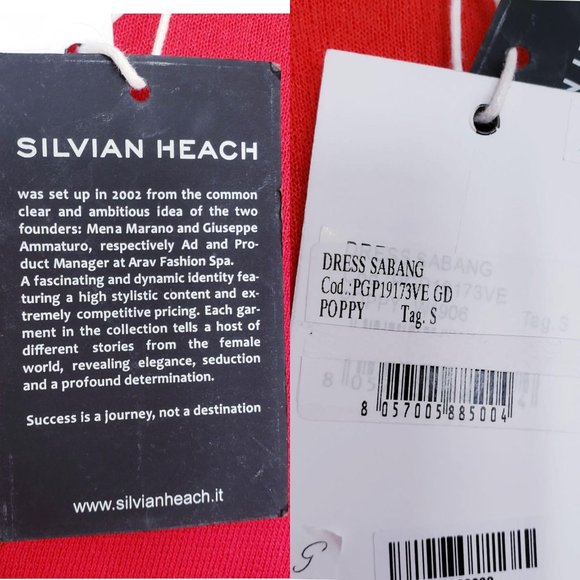 SILVIAN HEACH
was set up in 2002 from the common
clear and ambitious idea of the two
founders: Mena Marano and Giuseppe
Ammaturo, respectively Ad and Pro-
duct Manager at Arav Fashion Spa.
A fascinating and dynamic identity fea-
turing a high stylistic content and ex-
tremely competitive pricing. Each gar-
ment in the collection tells a host of
different stories from the female
world, revealing elegance, seduction
and a profound determination.
Success is a journey, not a destination
www.silvianheach.it
DRESS SABANG
Cod.:PGP19173VE GD
POPPY Tag. S
8 057005 885004
G